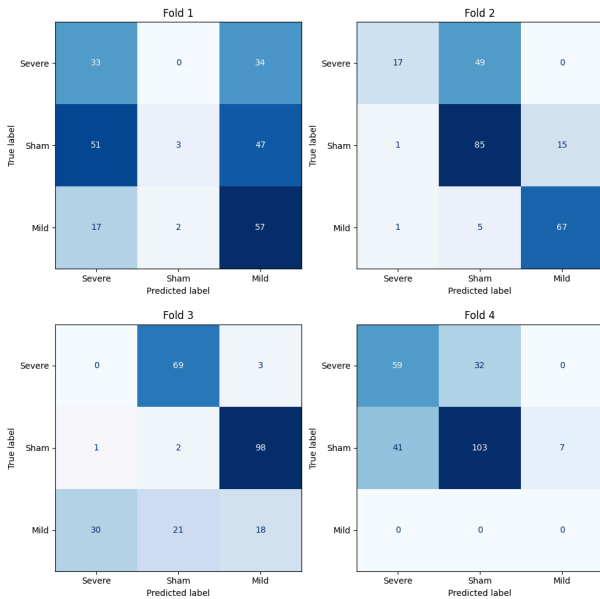 Fold 1
Severe 33 0 34
Sham 51 3 47
Mild 17 2 57
True label
Severe Sham Mild
Predicted label
Fold 2
Severe 17 49 0
Sham 1 85 15
Mild 1 5 67
True label
Severe Sham Mild
Predicted label
Fold 3
Severe 0 69 3
Sham 1 2 98
Mild 30 21 18
True label
Severe Sham Mild
Predicted label
Fold 4
Severe 59 32 0
Sham 41 103 7
Mild 0 0 0
True label
Severe Sham Mild
Predicted label